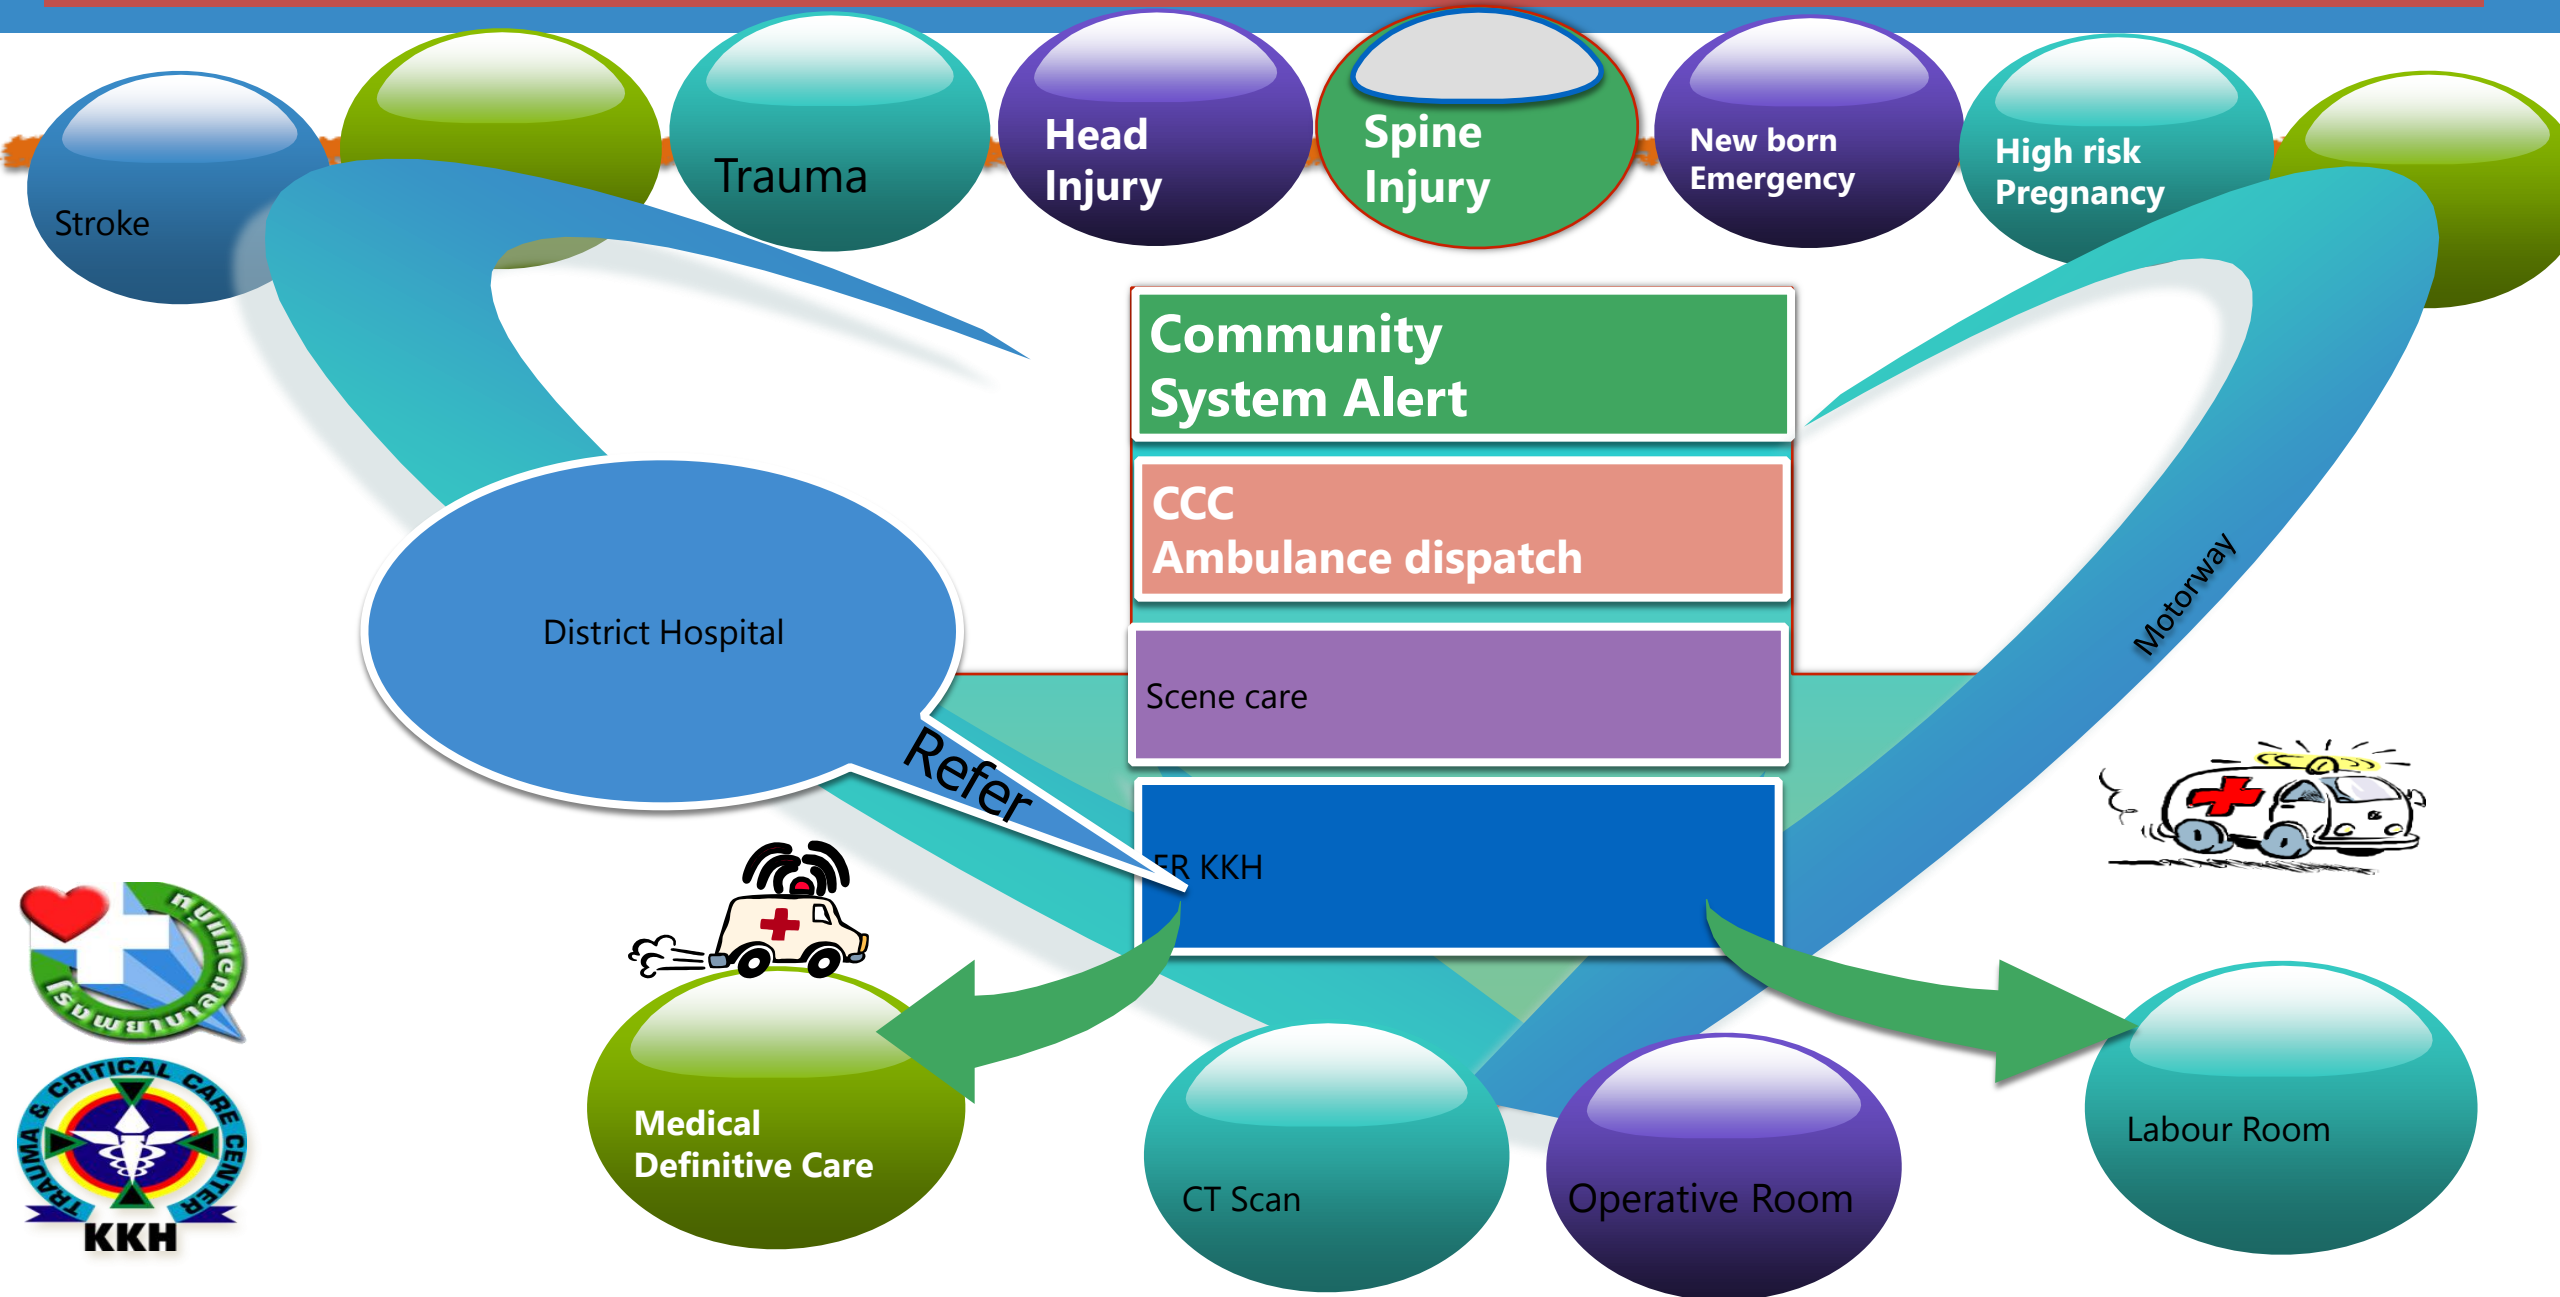 Stroke
Trauma
Head
Injury
Spine
Injury
New born
Emergency
High risk
Pregnancy
Community
System Alert
CCC
Ambulance dispatch
Scene care
District Hospital
Refer
ER KKH
Motorway
Medical
Definitive Care
CT Scan
Operative Room
Labour Room
TRAUMA & CRITICAL CARE CENTER
KKH